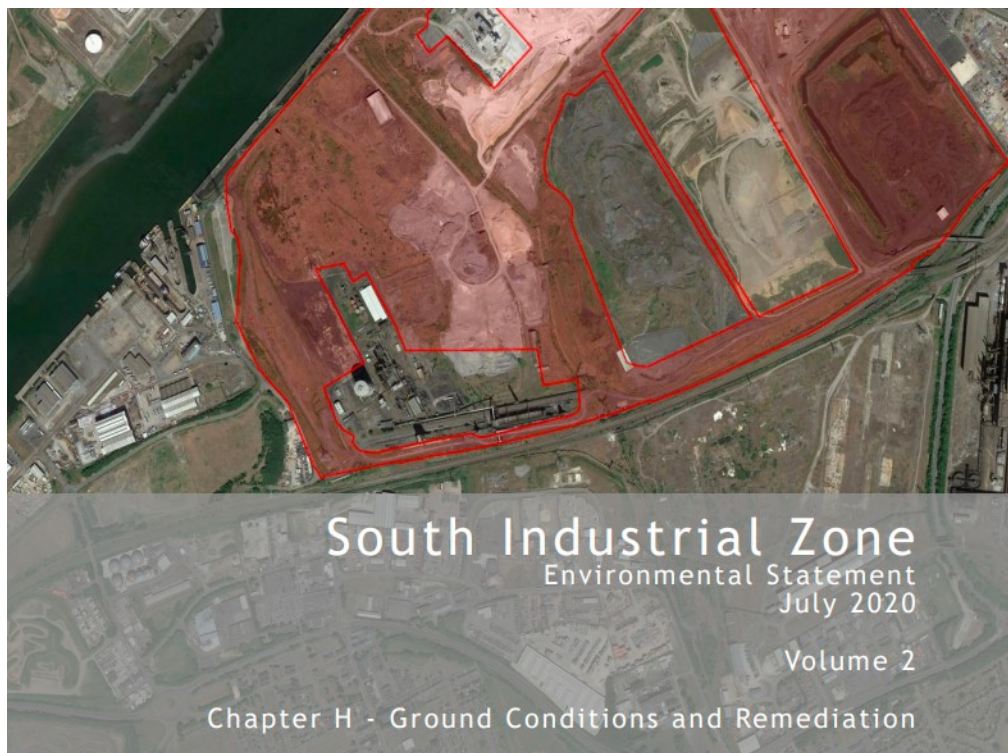 South Industrial Zone
Environmental Statement
July 2020
Volume 2
Chapter H - Ground Conditions and Remediation